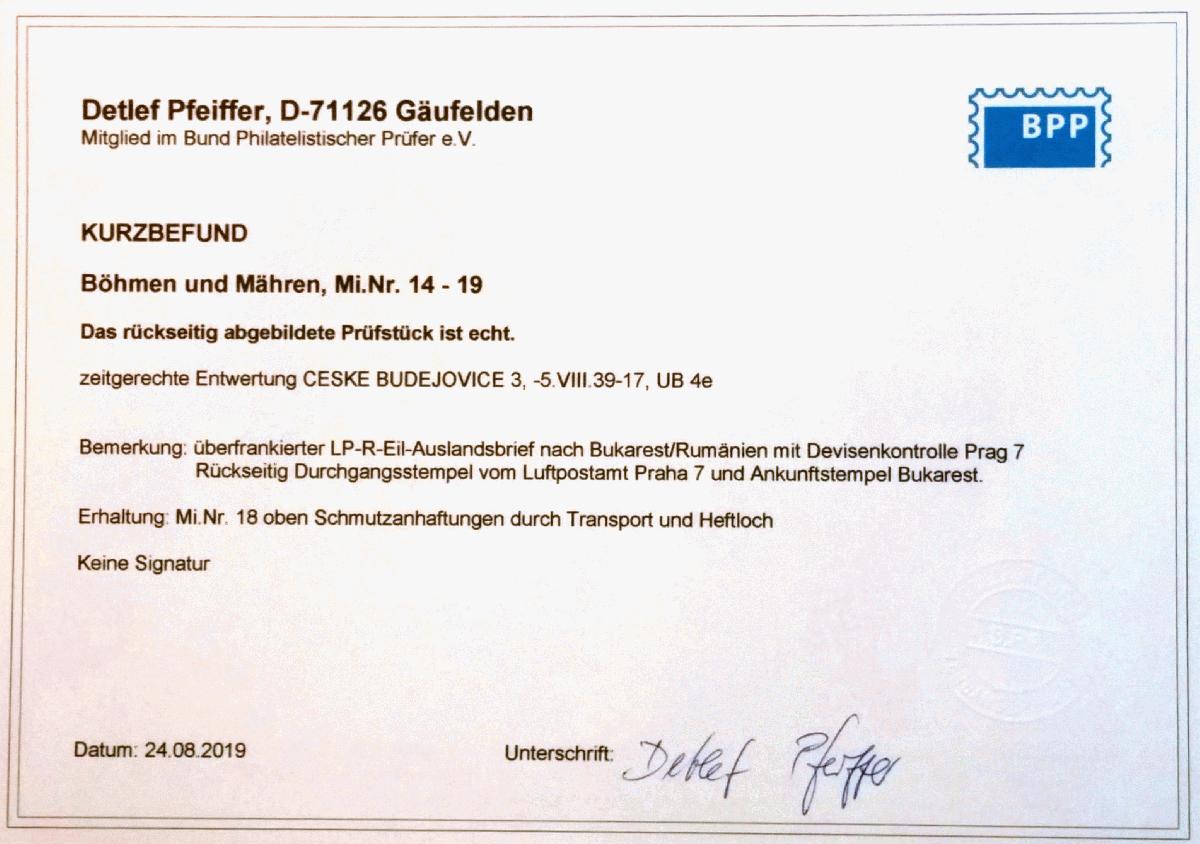 Detlef Pfeiffer, D-71126 Gäufelden
Mitglied im Bund Philatelistischer Prüfer e.V.
BPP
KURZBEFUND
Böhmen und Mähren, Mi.Nr. 14 - 19
Das rückseitig abgebildete Prüfstück ist echt.
zeitgerechte Entwertung CESKE BUDEJOVICE 3, -5.VIII.39-17, UB 4e
Bemerkung: überfrankierter LP-R-Eil-Auslandsbrief nach Bukarest/Rumänien mit Devisenkontrolle Prag 7
Rückseitig Durchgangsstempel vom Luftpostamt Praha 7 und Ankunftstempel Bukarest.
Erhaltung: Mi.Nr. 18 oben Schmutzanhaftungen durch Transport und Heftloch
Keine Signatur
Datum: 24.08.2019
Unterschrift: Detlef Pfeiffer